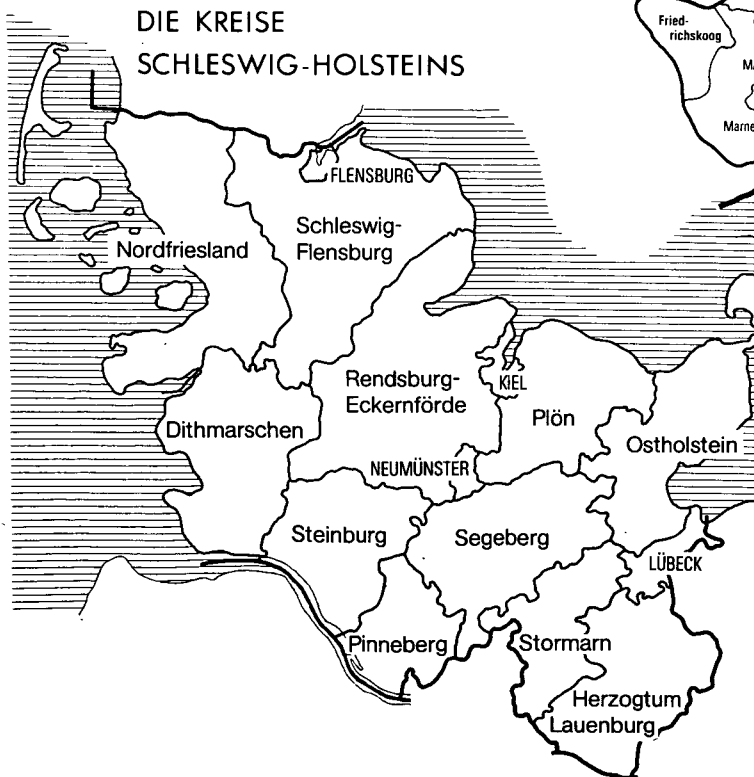 DIE KREISE
SCHLESWIG-HOLSTEINS
Fried-
richskoog
Marne
FLENSBURG
Schleswig-
Flensburg
Nordfriesland
Rendsburg-
Eckernförde
KIEL
Plön
Dithmarschen
Ostholstein
NEUMÜNSTER
Steinburg
Segeberg
LÜBECK
Pinneberg
Stormarn
Herzogtum
Lauenburg